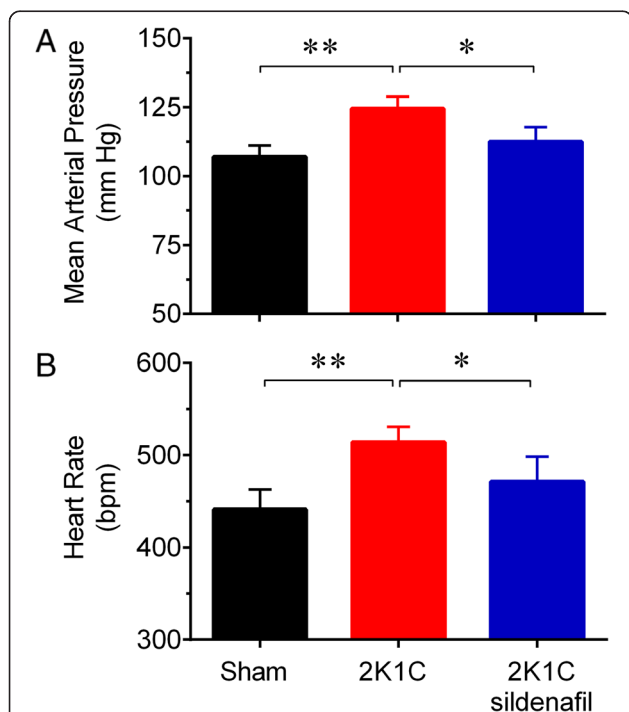 A
Mean Arterial Pressure
(mm Hg)
150
125
100
75
50
** *
B
Heart Rate
(bpm)
600
500
400
300
** *
Sham 2K1C 2K1C
sildenafil